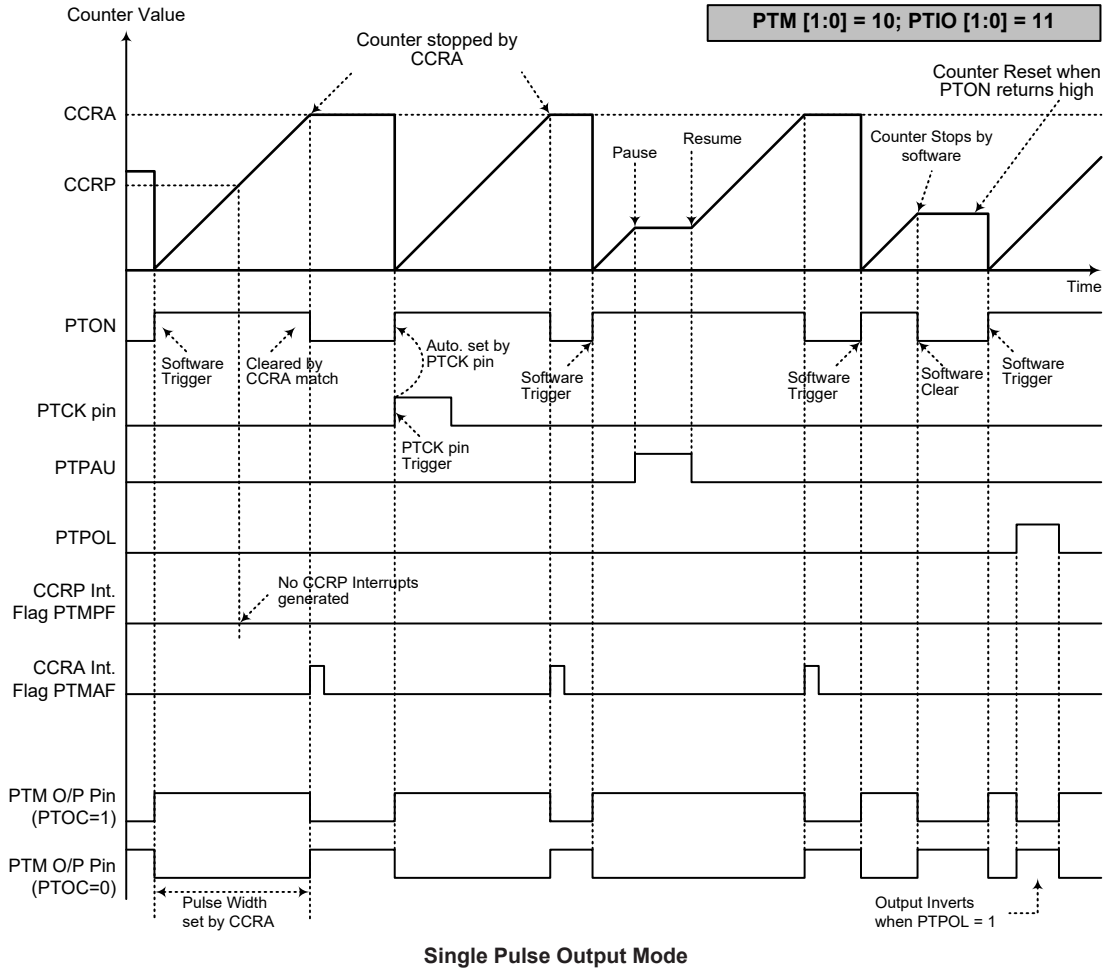 Counter Value
PTM [1:0] = 10; PTIO [1:0] = 11
Counter stopped by
CCRA
Counter Reset when
PTON returns high
CCRA
Pause
Resume
Counter Stops by
software
CCRP
Time
PTON
Software
Trigger
Cleared by
CCRA match
Auto. set by
PTCK pin
Software
Trigger
Software
Trigger
Software
Clear
Software
Trigger
PTCK pin
PTCK pin
Trigger
PTPAU
PTPOL
CCRP Int.
Flag PTMPF
No CCRP Interrupts
generated
CCRA Int.
Flag PTMAF
PTM O/P Pin
(PTOC=1)
PTM O/P Pin
(PTOC=0)
Pulse Width
set by CCRA
Output Inverts
when PTPOL = 1
Single Pulse Output Mode